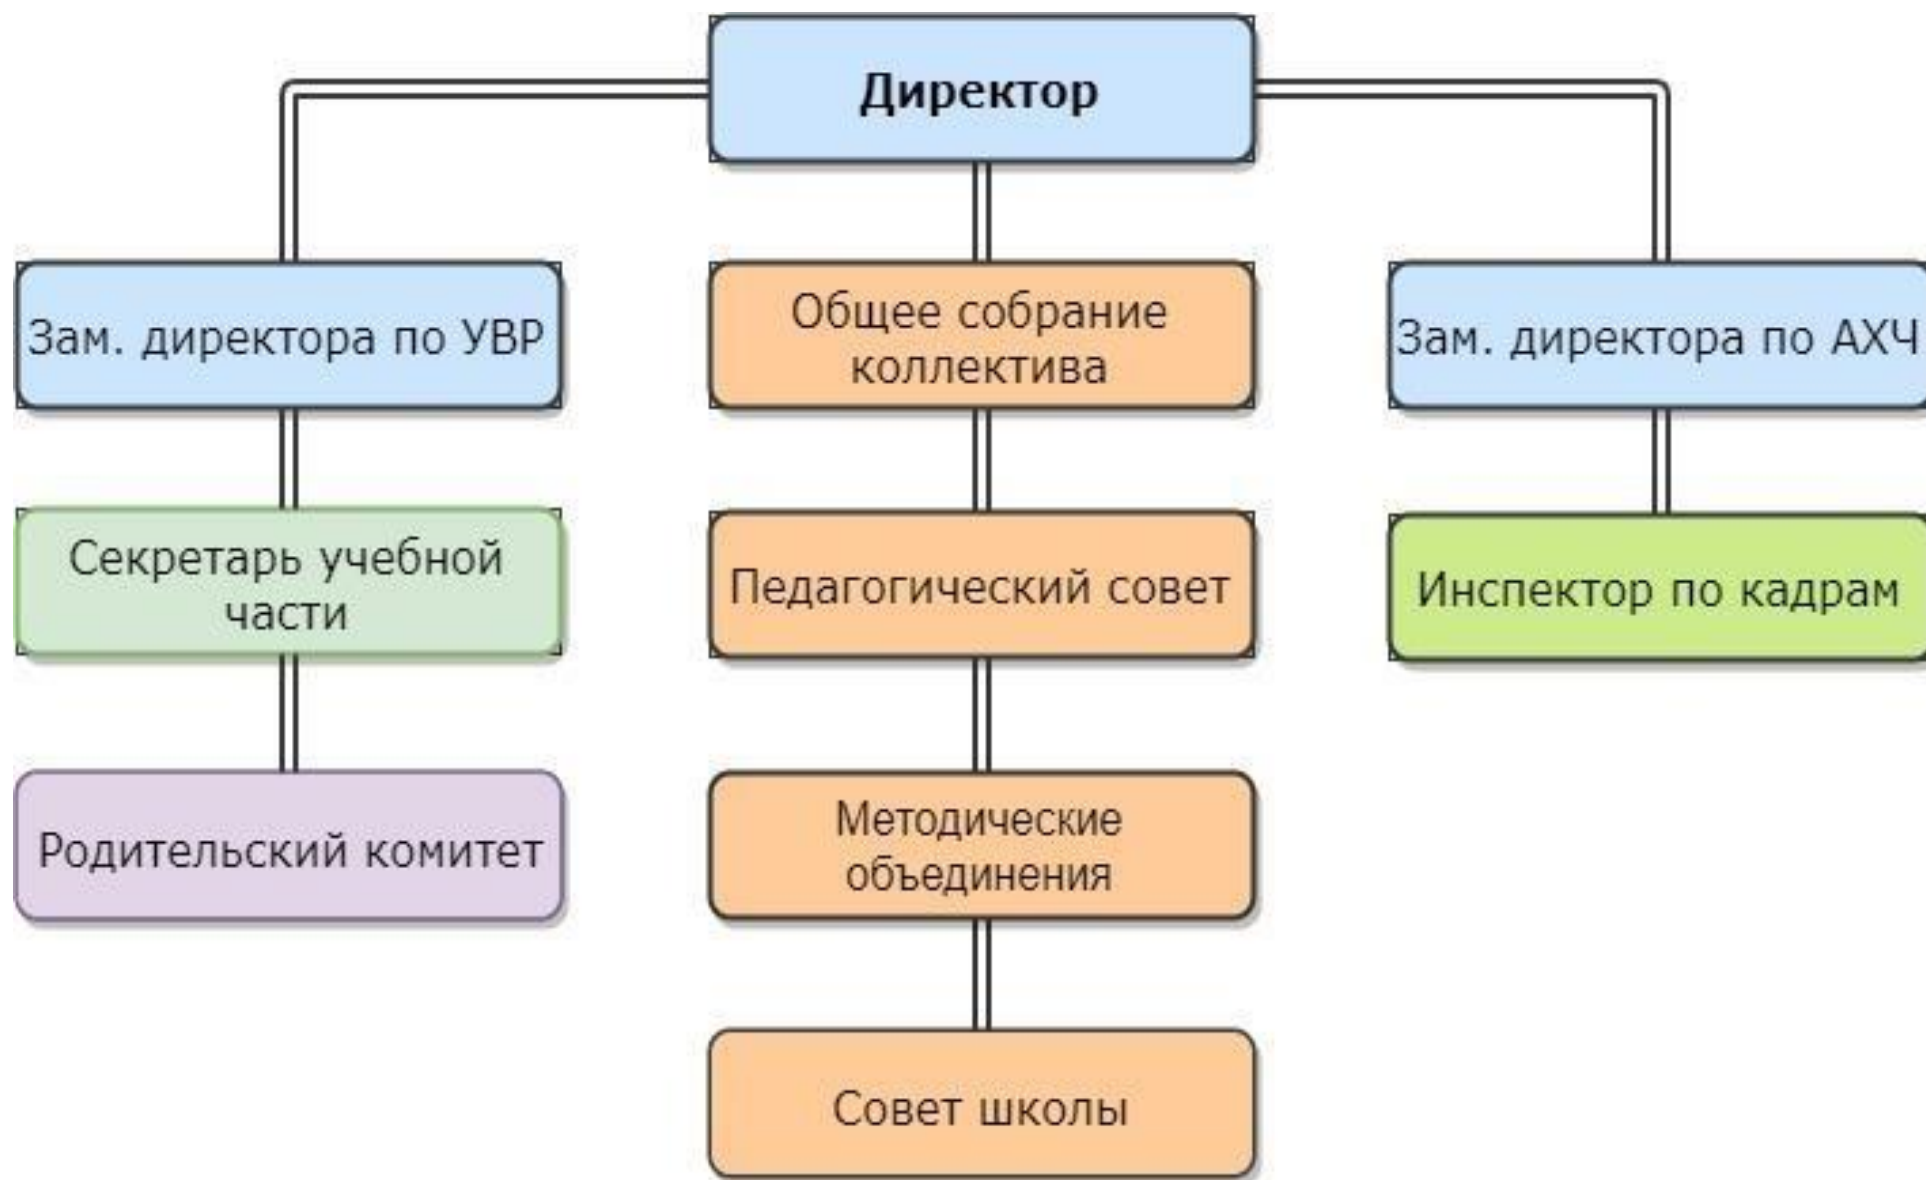 Директор
Зам. директора по УВР
Общее собрание
коллектива
Зам. директора по АХЧ
Секретарь учебной
части
Педагогический совет
Инспектор по кадрам
Родительский комитет
Методические
объединения
Совет школы